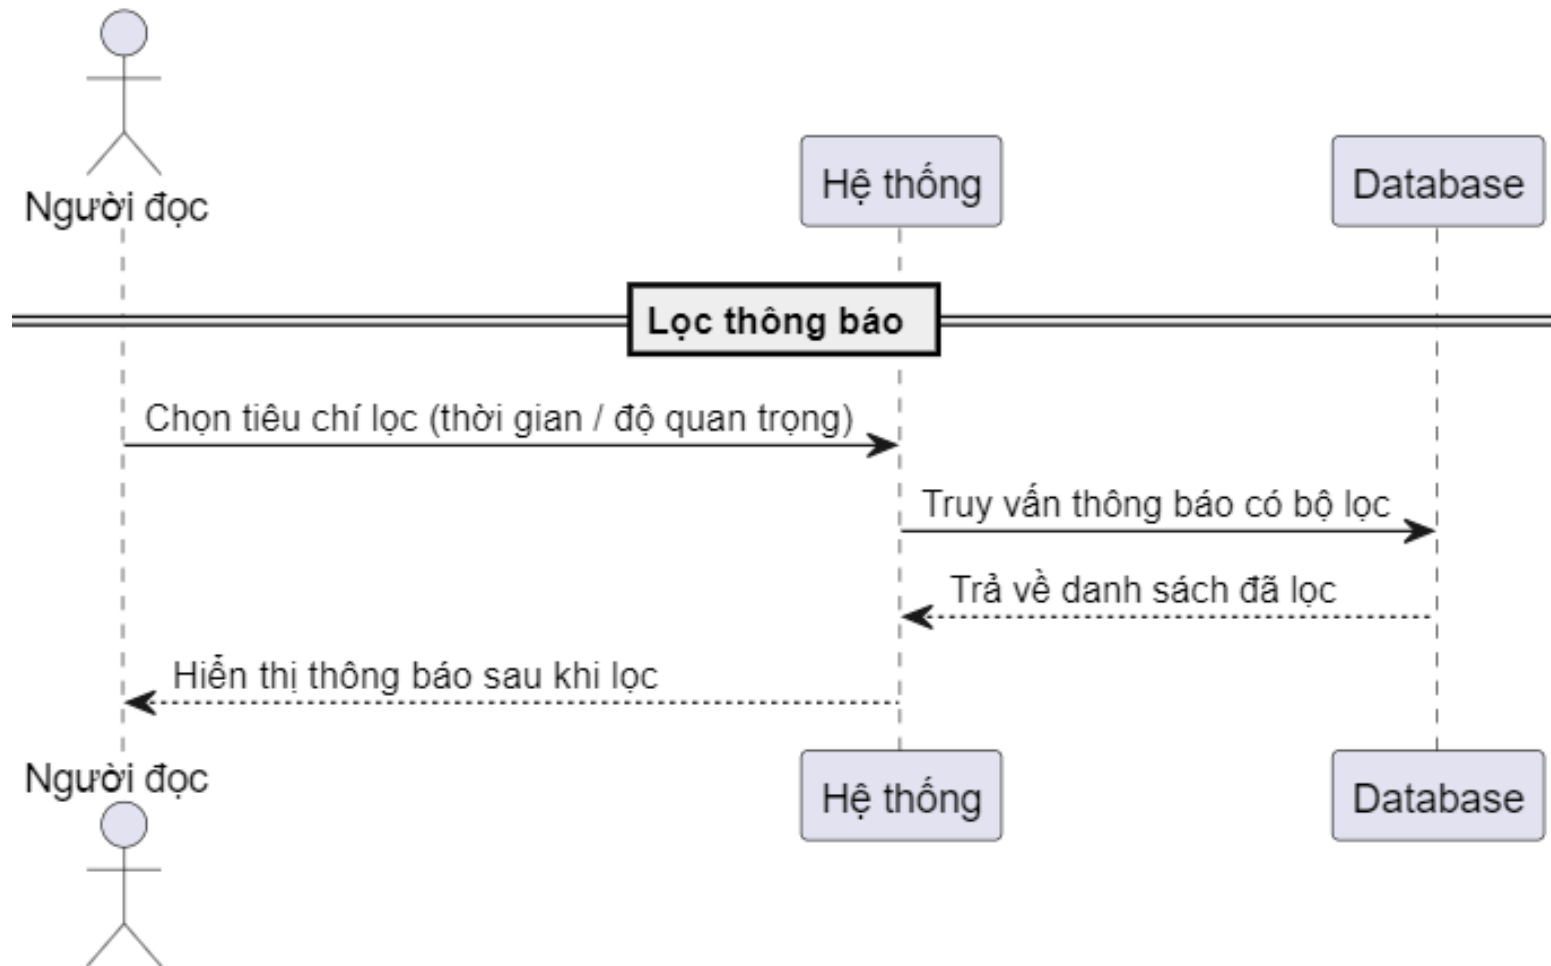 Người đọc
Hệ thống
Database
Lọc thông báo
Chọn tiêu chí lọc (thời gian / độ quan trọng)
Truy vấn thông báo có bộ lọc
Trả về danh sách đã lọc
Hiển thị thông báo sau khi lọc
Người đọc
Hệ thống
Database